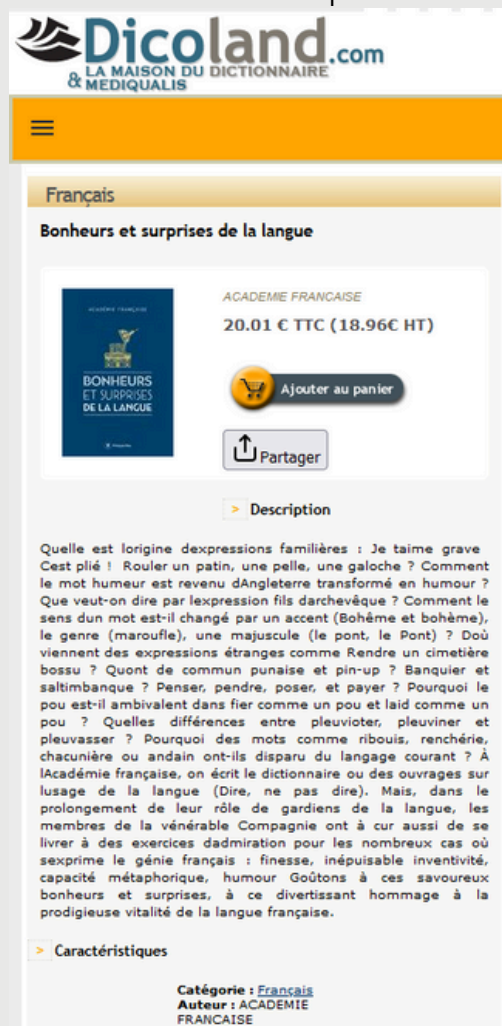 Dicoland.com
LA MAISON DU DICTIONNAIRE
& MEDIQUALIS
Français
Bonheurs et surprises de la langue
ACADÉMIE FRANÇAISE
BONHEURS
ET SURPRISES
DE LA LANGUE
ACADEMIE FRANCAISE
20.01 € TTC (18.96€ HT)
Ajouter au panier
Partager
> Description
Quelle est lorigine dexpressions familières : Je taime grave
Cest plié ! Rouler un patin, une pelle, une galoche ? Comment
le mot humeur est revenu dAngleterre transformé en humour ?
Que veut-on dire par lexpression fils darchevêque ? Comment le
sens dun mot est-il changé par un accent (Bohême et bohème),
le genre (maroufle), une majuscule (le pont, le Pont) ? Doù
viennent des expressions étranges comme Rendre un cimetière
bossu ? Quont de commun punaise et pin-up ? Banquier et
saltimbanque ? Penser, pendre, poser, et payer ? Pourquoi le
pou est-il ambivalent dans fier comme un pou et laid comme un
pou ? Quelles différences entre pleuvioter, pleuviner et
pleuvasser ? Pourquoi des mots comme ribouis, renchérie,
chacunière ou andain ont-ils disparu du langage courant ? À
lAcadémie française, on écrit le dictionnaire ou des ouvrages sur
lusage de la langue (Dire, ne pas dire). Mais, dans le
prolongement de leur rôle de gardiens de la langue, les
membres de la vénérable Compagnie ont à cur aussi de se
livrer à des exercices dadmiration pour les nombreux cas où
sexprime le génie français : finesse, inépuisable inventivité,
capacité métaphorique, humour Goûtons à ces savoureux
bonheurs et surprises, à ce divertissant hommage à la
prodigieuse vitalité de la langue française.
> Caractéristiques
Catégorie : Français
Auteur : ACADEMIE
FRANCAISE